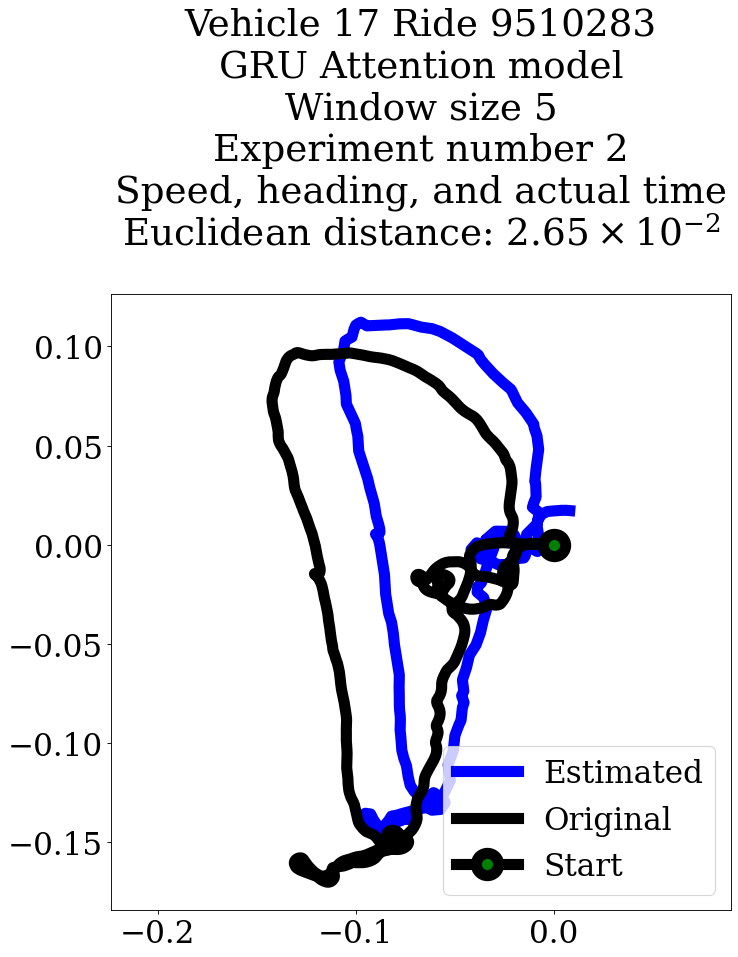 Vehicle 17 Ride 9510283
GRU Attention model
Window size 5
Experiment number 2
Speed, heading, and actual time
Euclidean distance: 2.65 × 10⁻²
0.10
0.05
0.00
−0.05
−0.10
−0.15
Estimated
Original
Start
−0.2
−0.1
0.0